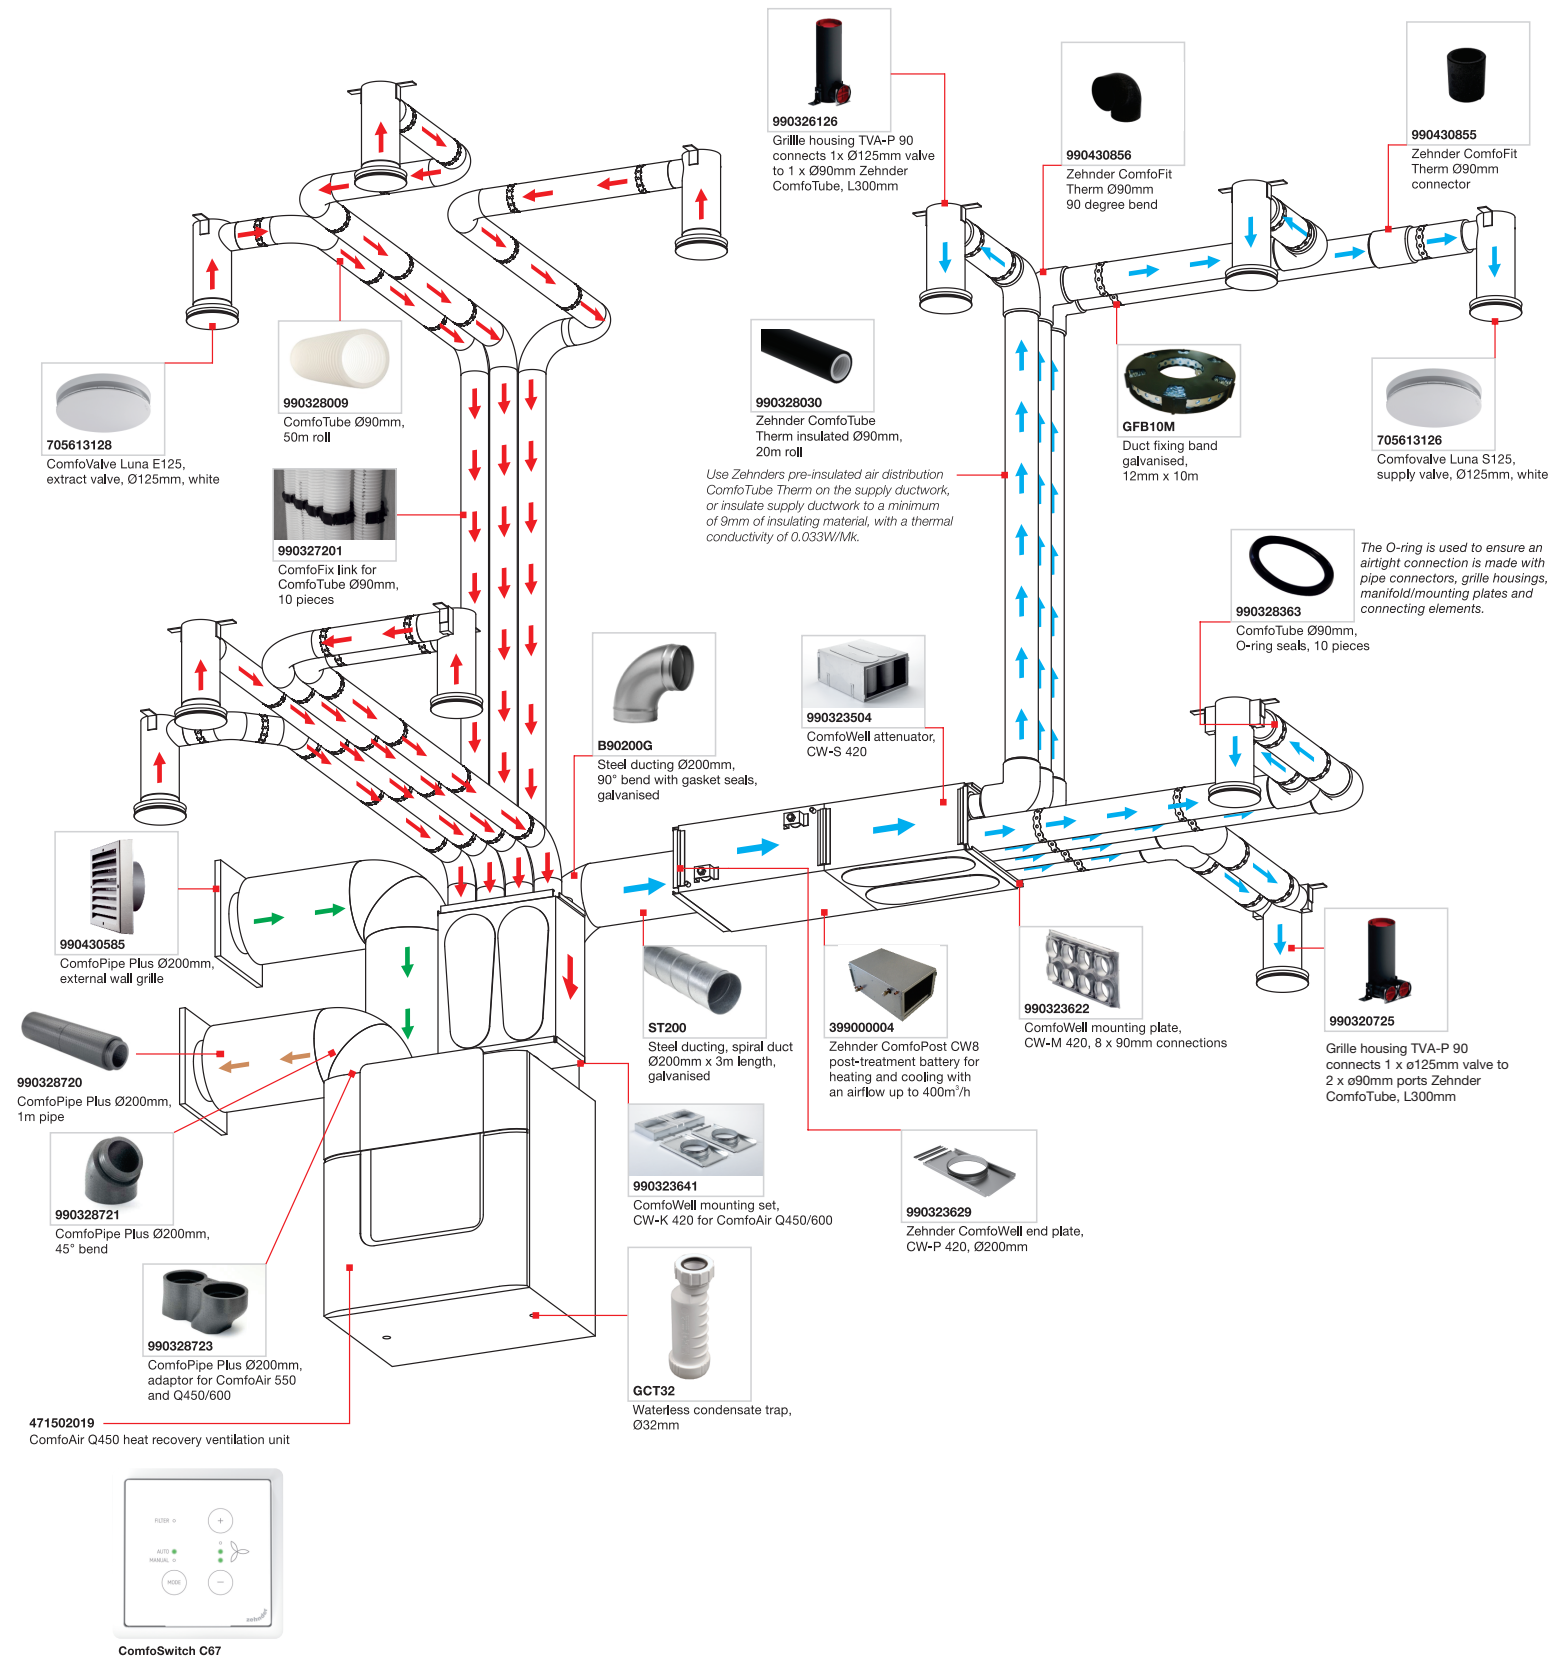 990326126
Grillle housing TVA-P 90
connects 1x Ø125mm valve
to 1 x Ø90mm Zehnder
ComfoTube, L300mm
990430856
Zehnder ComfoFit
Therm Ø90mm
90 degree bend
990430855
Zehnder ComfoFit
Therm Ø90mm
connector
705613128
ComfoValve Luna E125,
extract valve, Ø125mm, white
990328009
ComfoTube Ø90mm,
50m roll
990327201
ComfoFix link for
ComfoTube Ø90mm,
10 pieces
990328030
Zehnder ComfoTube
Therm insulated Ø90mm,
20m roll
Use Zehnders pre-insulated air distribution
ComfoTube Therm on the supply ductwork,
or insulate supply ductwork to a minimum
of 9mm of insulating material, with a thermal
conductivity of 0.033W/Mk.
GFB10M
Duct fixing band
galvanised,
12mm x 10m
705613126
Comfovalve Luna S125,
supply valve, Ø125mm, white
990328363
ComfoTube Ø90mm,
O-ring seals, 10 pieces
The O-ring is used to ensure an
airtight connection is made with
pipe connectors, grille housings,
manifold/mounting plates and
connecting elements.
B90200G
Steel ducting Ø200mm,
90° bend with gasket seals,
galvanised
990323504
ComfoWell attenuator,
CW-S 420
990430585
ComfoPipe Plus Ø200mm,
external wall grille
ST200
Steel ducting, spiral duct
Ø200mm x 3m length,
galvanised
399000004
Zehnder ComfoPost CW8
post-treatment battery for
heating and cooling with
an airflow up to 400m³/h
990323622
ComfoWell mounting plate,
CW-M 420, 8 x 90mm connections
990320725
Grille housing TVA-P 90
connects 1 x ø125mm valve to
2 x ø90mm ports Zehnder
ComfoTube, L300mm
990328720
ComfoPipe Plus Ø200mm,
1m pipe
990328721
ComfoPipe Plus Ø200mm,
45° bend
990323641
ComfoWell mounting set,
CW-K 420 for ComfoAir Q450/600
990323629
Zehnder ComfoWell end plate,
CW-P 420, Ø200mm
990328723
ComfoPipe Plus Ø200mm,
adaptor for ComfoAir 550
and Q450/600
GCT32
Waterless condensate trap,
Ø32mm
471502019
ComfoAir Q450 heat recovery ventilation unit
FILTER
+
AUTO
MANUAL
MODE
−
zehnder
ComfoSwitch C67